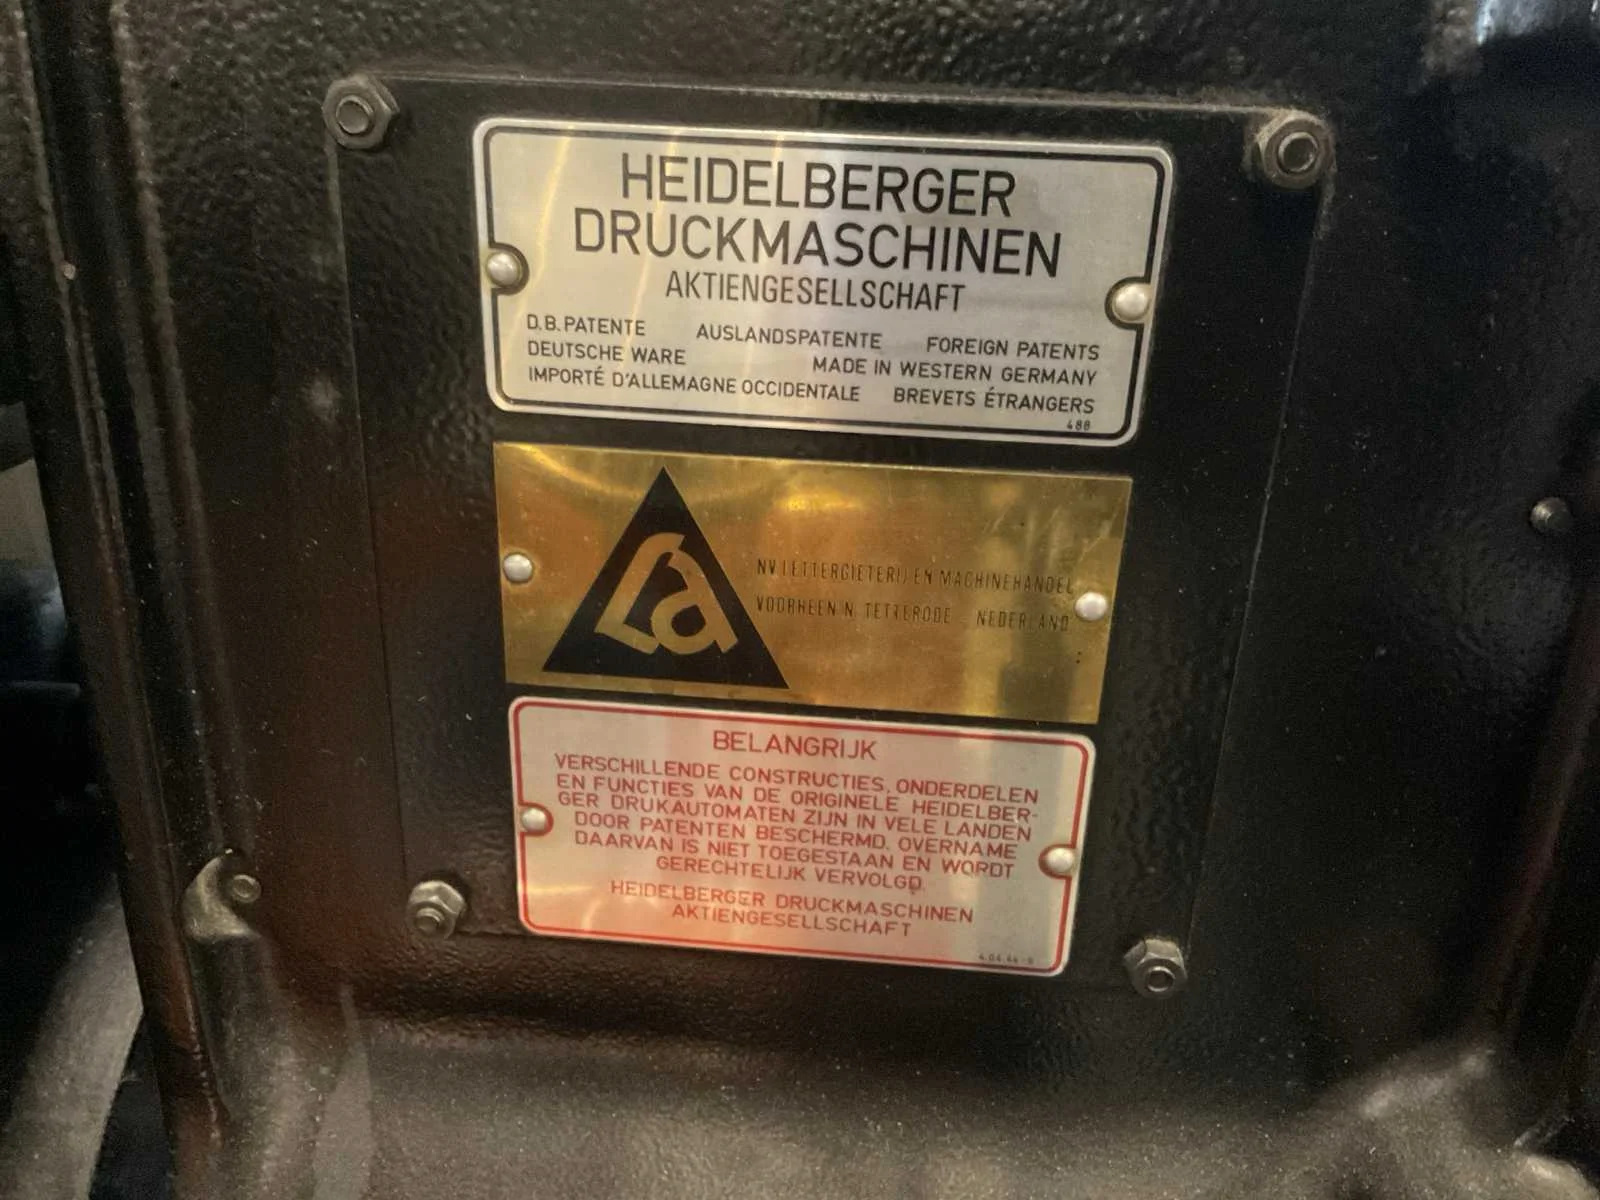 HEIDELBERGER
DRUCKMASCHINEN
AKTIENGESELLSCHAFT
D.B. PATENTE AUSLANDSPATENTE FOREIGN PATENTS
DEUTSCHE WARE MADE IN WESTERN GERMANY
IMPORTÉ D'ALLEMAGNE OCCIDENTALE BREVETS ÉTRANGERS
488
La
NV LETTERGIETERIJ EN MACHINEHANDEL
VOORHEEN N. TETTERODE - NEDERLAND
BELANGRIJK
VERSCHILLENDE CONSTRUCTIES, ONDERDELEN
EN FUNCTIES VAN DE ORIGINELE HEIDELBER-
GER DRUKAUTOMATEN ZIJN IN VELE LANDEN
DOOR PATENTEN BESCHERMD. OVERNAME
DAARVAN IS NIET TOEGESTAAN EN WORDT
GERECHTELIJK VERVOLGD.
HEIDELBERGER DRUCKMASCHINEN
AKTIENGESELLSCHAFT